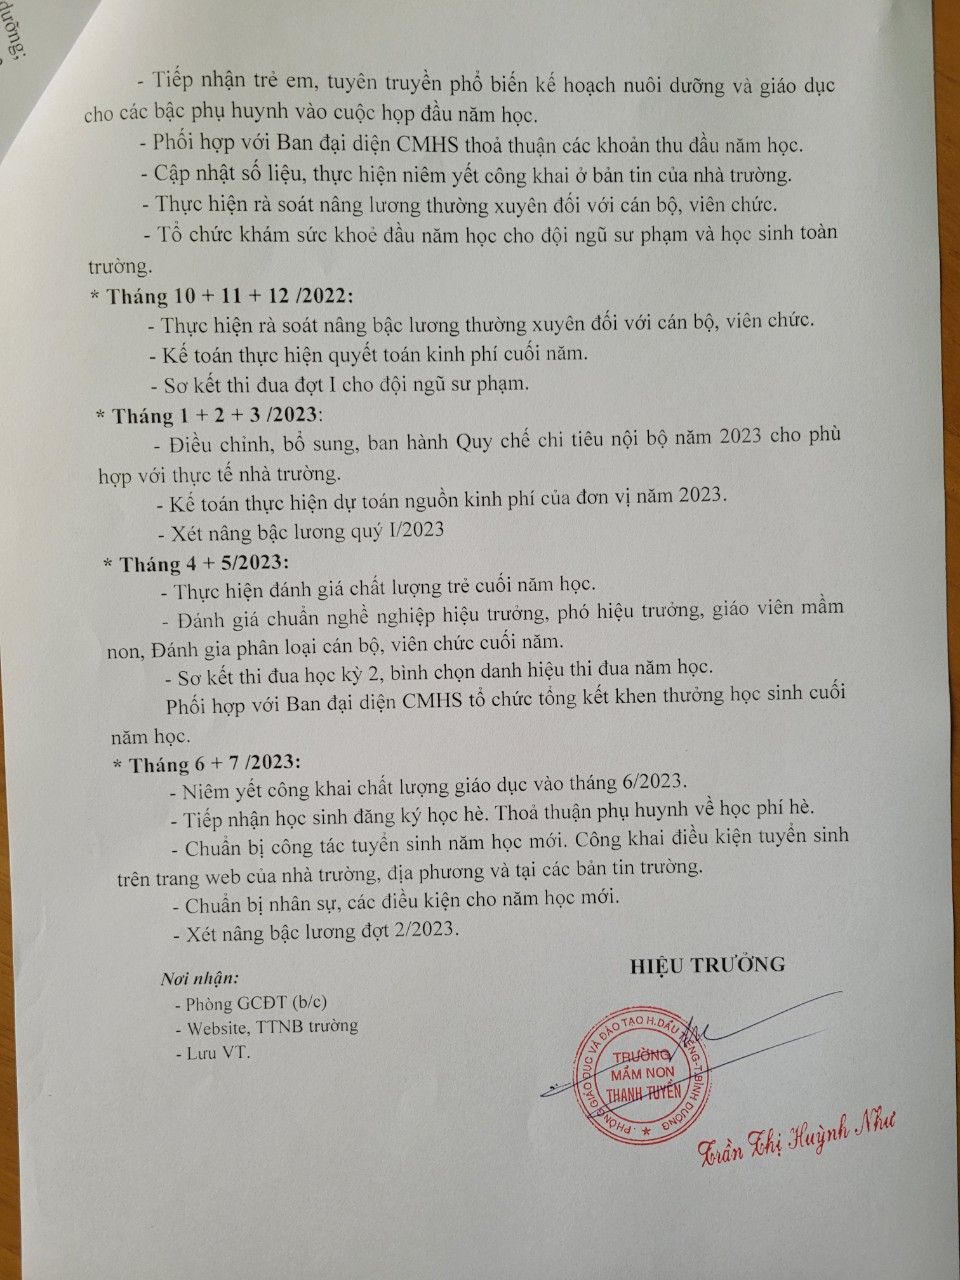 dưỡng;
- Tiếp nhận trẻ em, tuyên truyền phổ biến kế hoạch nuôi dưỡng và giáo dục
cho các bậc phụ huynh vào cuộc họp đầu năm học.
- Phối hợp với Ban đại diện CMHS thoả thuận các khoản thu đầu năm học.
- Cập nhật số liệu, thực hiện niêm yết công khai ở bản tin của nhà trường.
- Thực hiện rà soát nâng lương thường xuyên đối với cán bộ, viên chức.
- Tổ chức khám sức khoẻ đầu năm học cho đội ngũ sư phạm và học sinh toàn
trường.
* Tháng 10 + 11 + 12 /2022:
- Thực hiện rà soát nâng bậc lương thường xuyên đối với cán bộ, viên chức.
- Kế toán thực hiện quyết toán kinh phí cuối năm.
- Sơ kết thi đua đợt I cho đội ngũ sư phạm.
* Tháng 1 + 2 + 3 /2023:
- Điều chỉnh, bổ sung, ban hành Quy chế chi tiêu nội bộ năm 2023 cho phù
hợp với thực tế nhà trường.
- Kế toán thực hiện dự toán nguồn kinh phí của đơn vị năm 2023.
- Xét nâng bậc lương quý I/2023
* Tháng 4 + 5/2023:
- Thực hiện đánh giá chất lượng trẻ cuối năm học.
- Đánh giá chuẩn nghề nghiệp hiệu trưởng, phó hiệu trưởng, giáo viên mầm
non, Đánh gia phân loại cán bộ, viên chức cuối năm.
- Sơ kết thi đua học kỳ 2, bình chọn danh hiệu thi đua năm học.
Phối hợp với Ban đại diện CMHS tổ chức tổng kết khen thưởng học sinh cuối
năm học.
* Tháng 6 + 7 /2023:
- Niêm yết công khai chất lượng giáo dục vào tháng 6/2023.
- Tiếp nhận học sinh đăng ký học hè. Thoả thuận phụ huynh về học phí hè.
- Chuẩn bị công tác tuyển sinh năm học mới. Công khai điều kiện tuyển sinh
trên trang web của nhà trường, địa phương và tại các bản tin trường.
- Chuẩn bị nhân sự, các điều kiện cho năm học mới.
- Xét nâng bậc lương đợt 2/2023.
HIỆU TRƯỞNG
Nơi nhận:
- Phòng GCĐT (b/c)
- Website, TTNB trường
- Lưu VT.
PHÒNG GIÁO DỤC VÀ ĐÀO TẠO H.DẦU TIẾNG-T.BÌNH DƯƠNG
TRƯỜNG
MẦM NON
THANH TUYỀN
Trần Thị Huỳnh Như